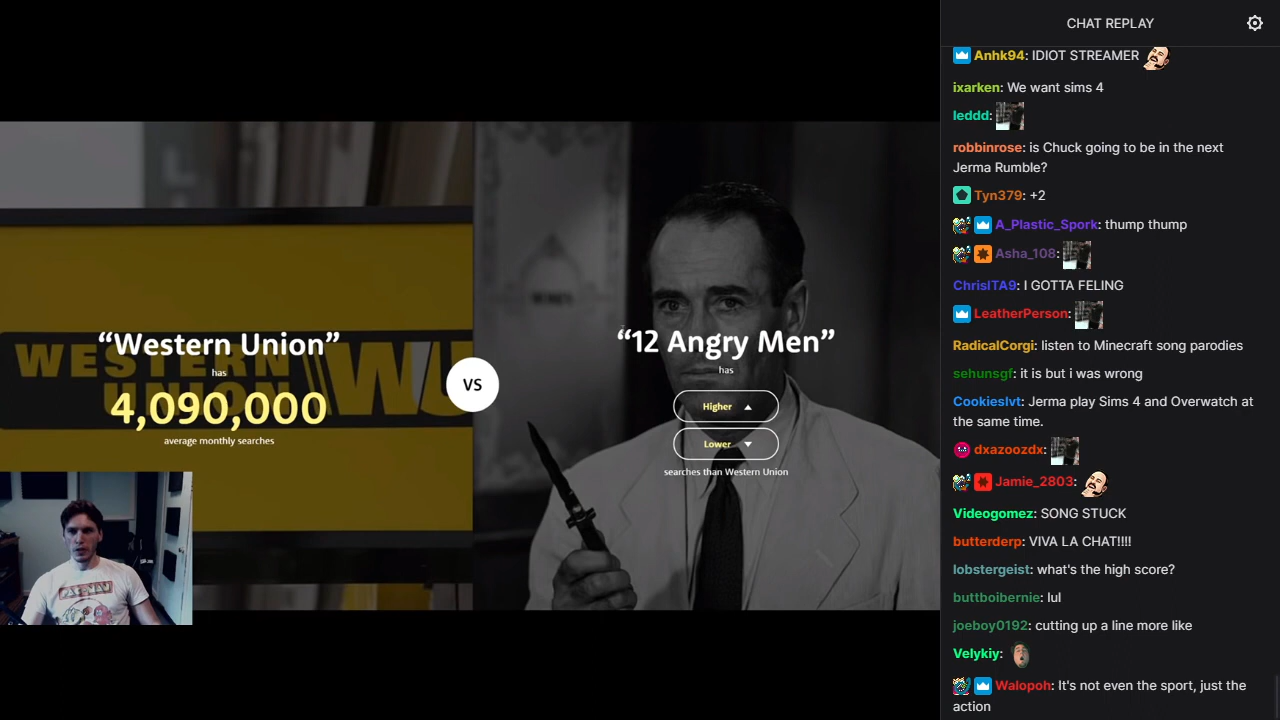 WESTERN
UNION
WU
“Western Union”
has
4,090,000
average monthly searches
VS
“12 Angry Men”
has
Higher
Lower
searches than Western Union
CHAT REPLAY
Anhk94: IDIOT STREAMER
ixarken: We want sims 4
leddd:
robbinrose: is Chuck going to be in the next
Jerma Rumble?
Tyn379: +2
A_Plastic_Spork: thump thump
Asha_108:
ChrisITA9: I GOTTA FELING
LeatherPerson:
RadicalCorgi: listen to Minecraft song parodies
sehunsgf: it is but i was wrong
Cookieslvt: Jerma play Sims 4 and Overwatch at
the same time.
dxazoozdx:
Jamie_2803:
Videogomez: SONG STUCK
butterderp: VIVA LA CHAT!!!!
lobstergeist: what's the high score?
buttboibernie: lul
joeboy0192: cutting up a line more like
Velykiy:
Walopoh: It's not even the sport, just the
action